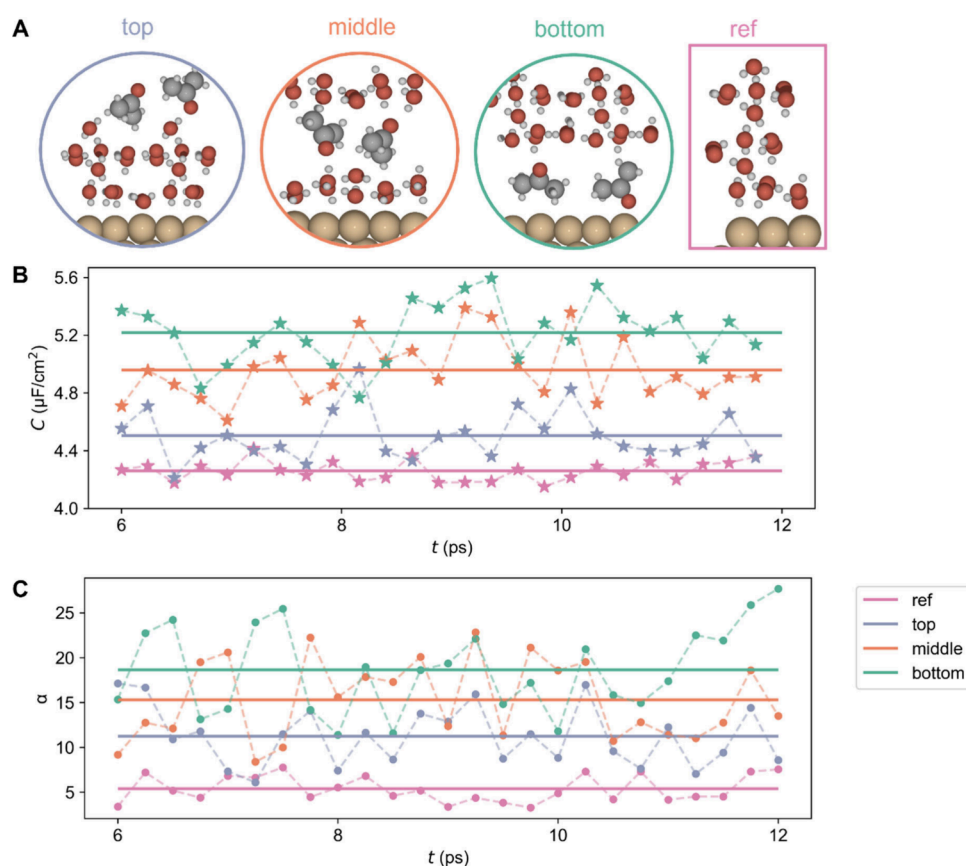 A
top
middle
bottom
ref
B
5.6
5.2
4.8
4.4
4.0
C (µF/cm²)
6
8
10
12
t (ps)
C
25
20
15
10
5
α
6
8
10
12
t (ps)
ref
top
middle
bottom